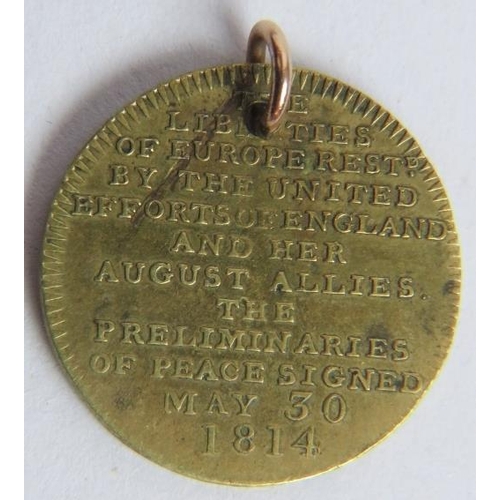 THE
LIBERTIES
OF EUROPE RESTD
BY THE UNITED
EFFORTS OF ENGLAND
AND HER
AUGUST ALLIES.
THE
PRELIMINARIES
OF PEACE SIGNED
MAY 30
1814